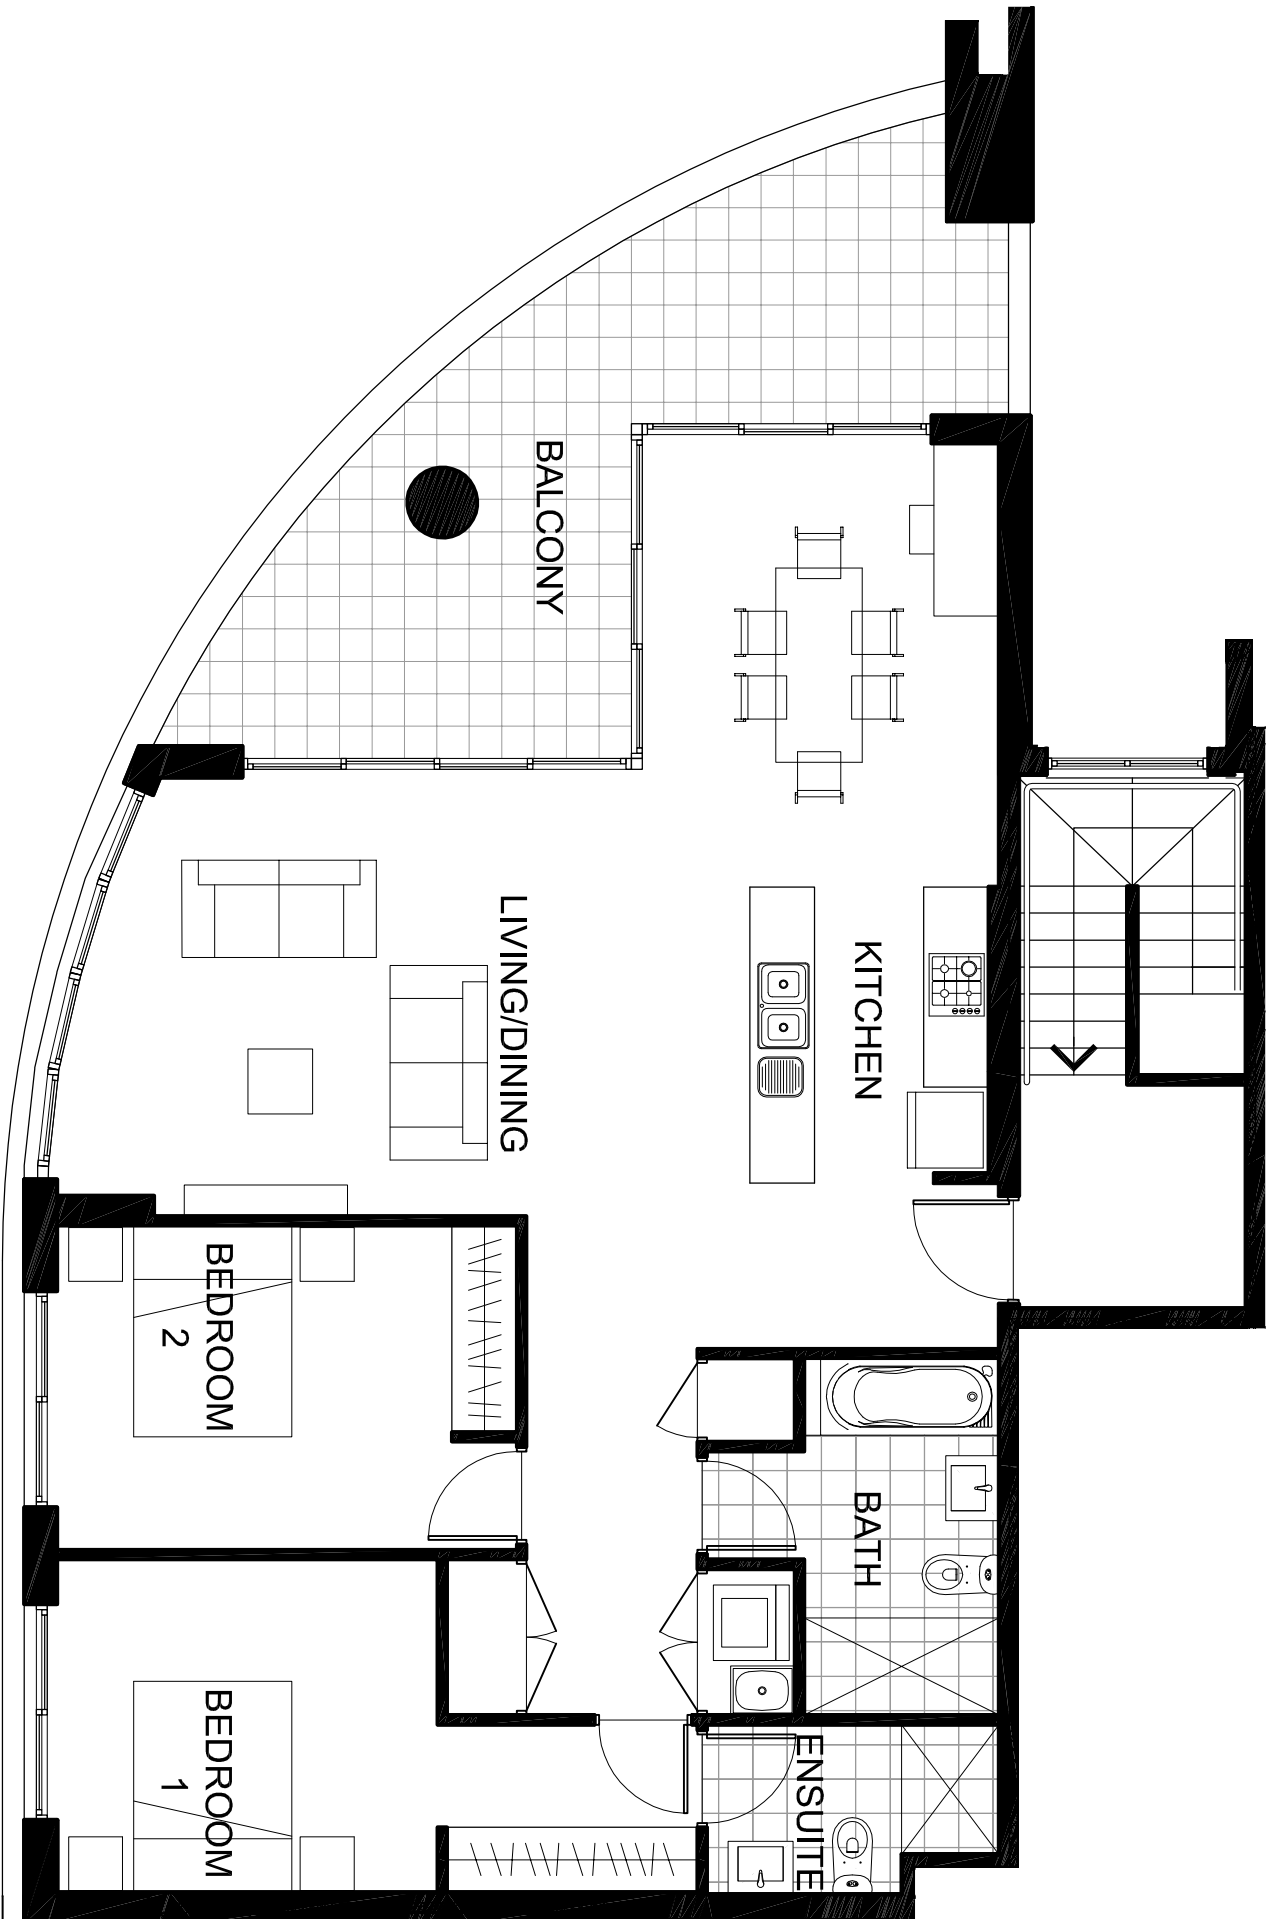 BALCONY
LIVING/DINING
KITCHEN
BEDROOM
2
BATH
BEDROOM
1
ENSUITE